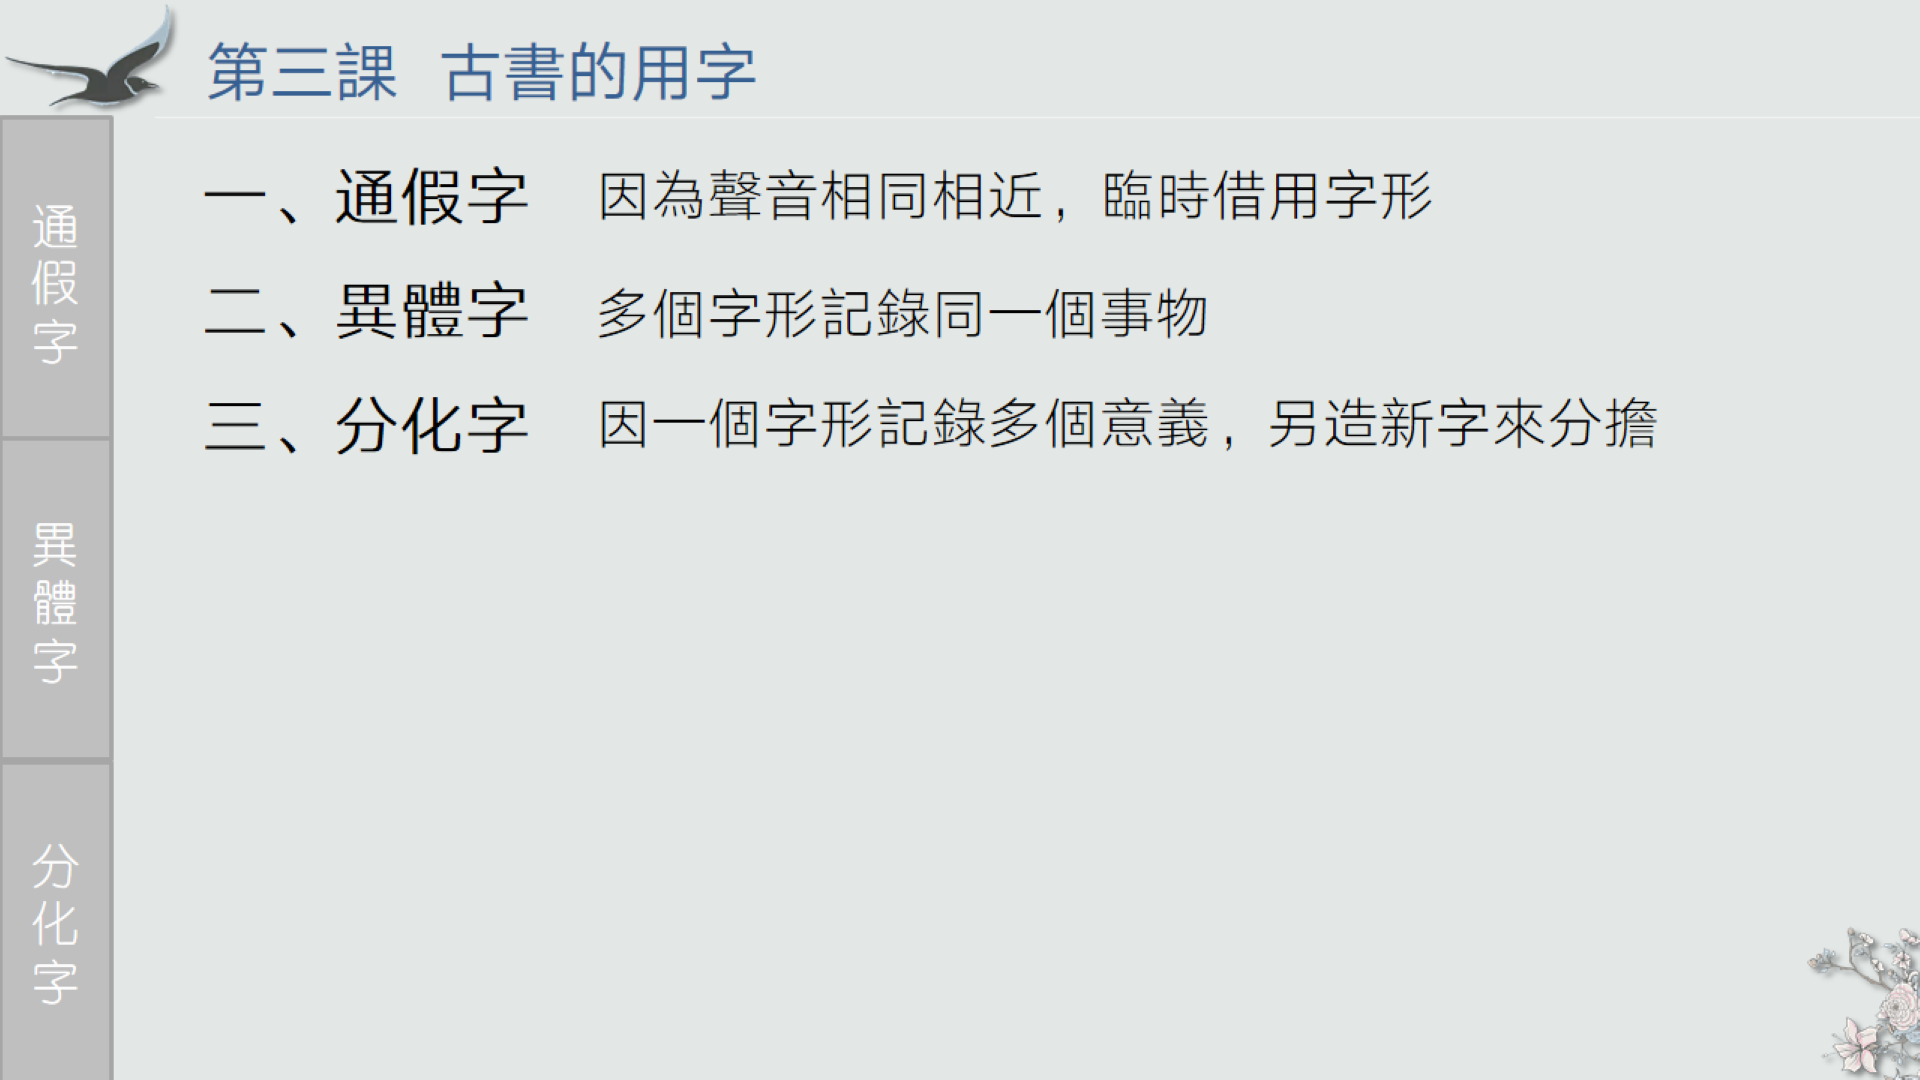 第三課 古書的用字
一、通假字 因為聲音相同相近，臨時借用字形
二、異體字 多個字形記錄同一個事物
三、分化字 因一個字形記錄多個意義，另造新字來分擔
通假字
異體字
分化字